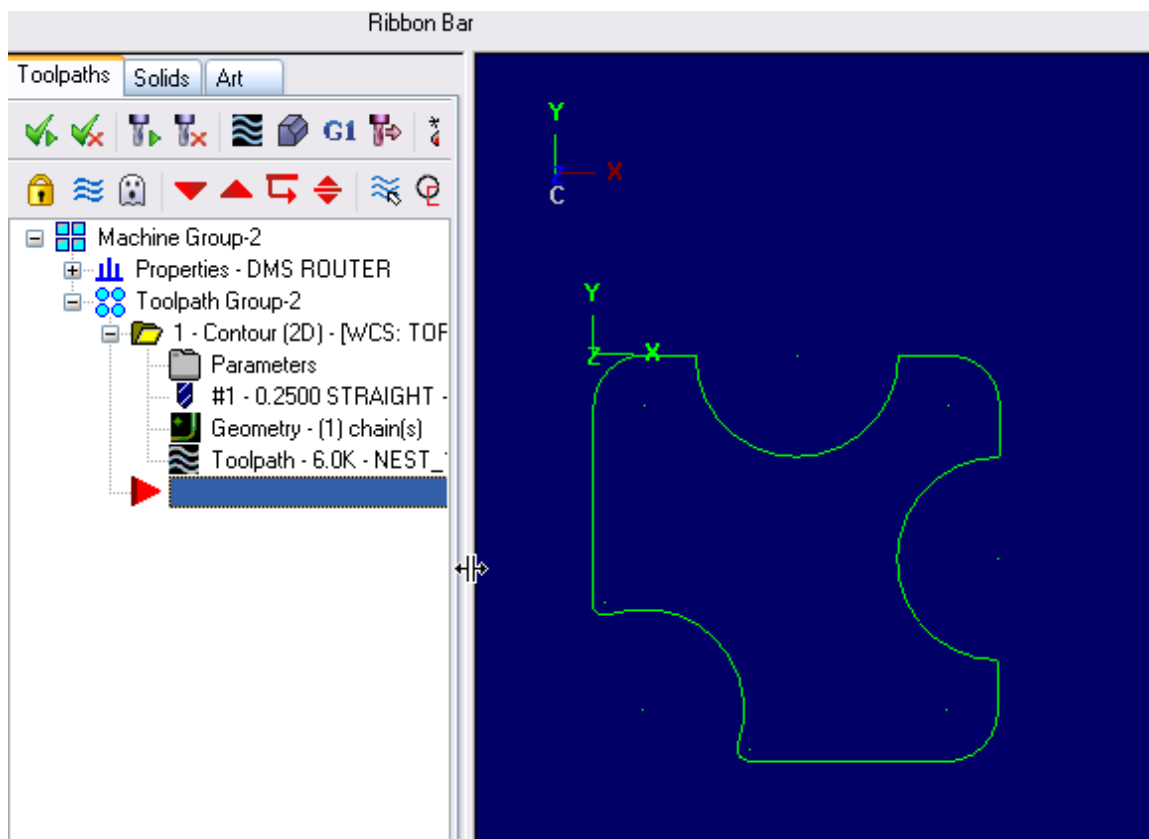 Ribbon Bar
Toolpaths Solids Art
G1
Machine Group-2
Properties - DMS ROUTER
Toolpath Group-2
1 - Contour (2D) - [WCS: TOP
Parameters
#1 - 0.2500 STRAIGHT -
Geometry - (1) chain(s)
Toolpath - 6.0K - NEST_
Y
X
Z
C
Y
X
Z